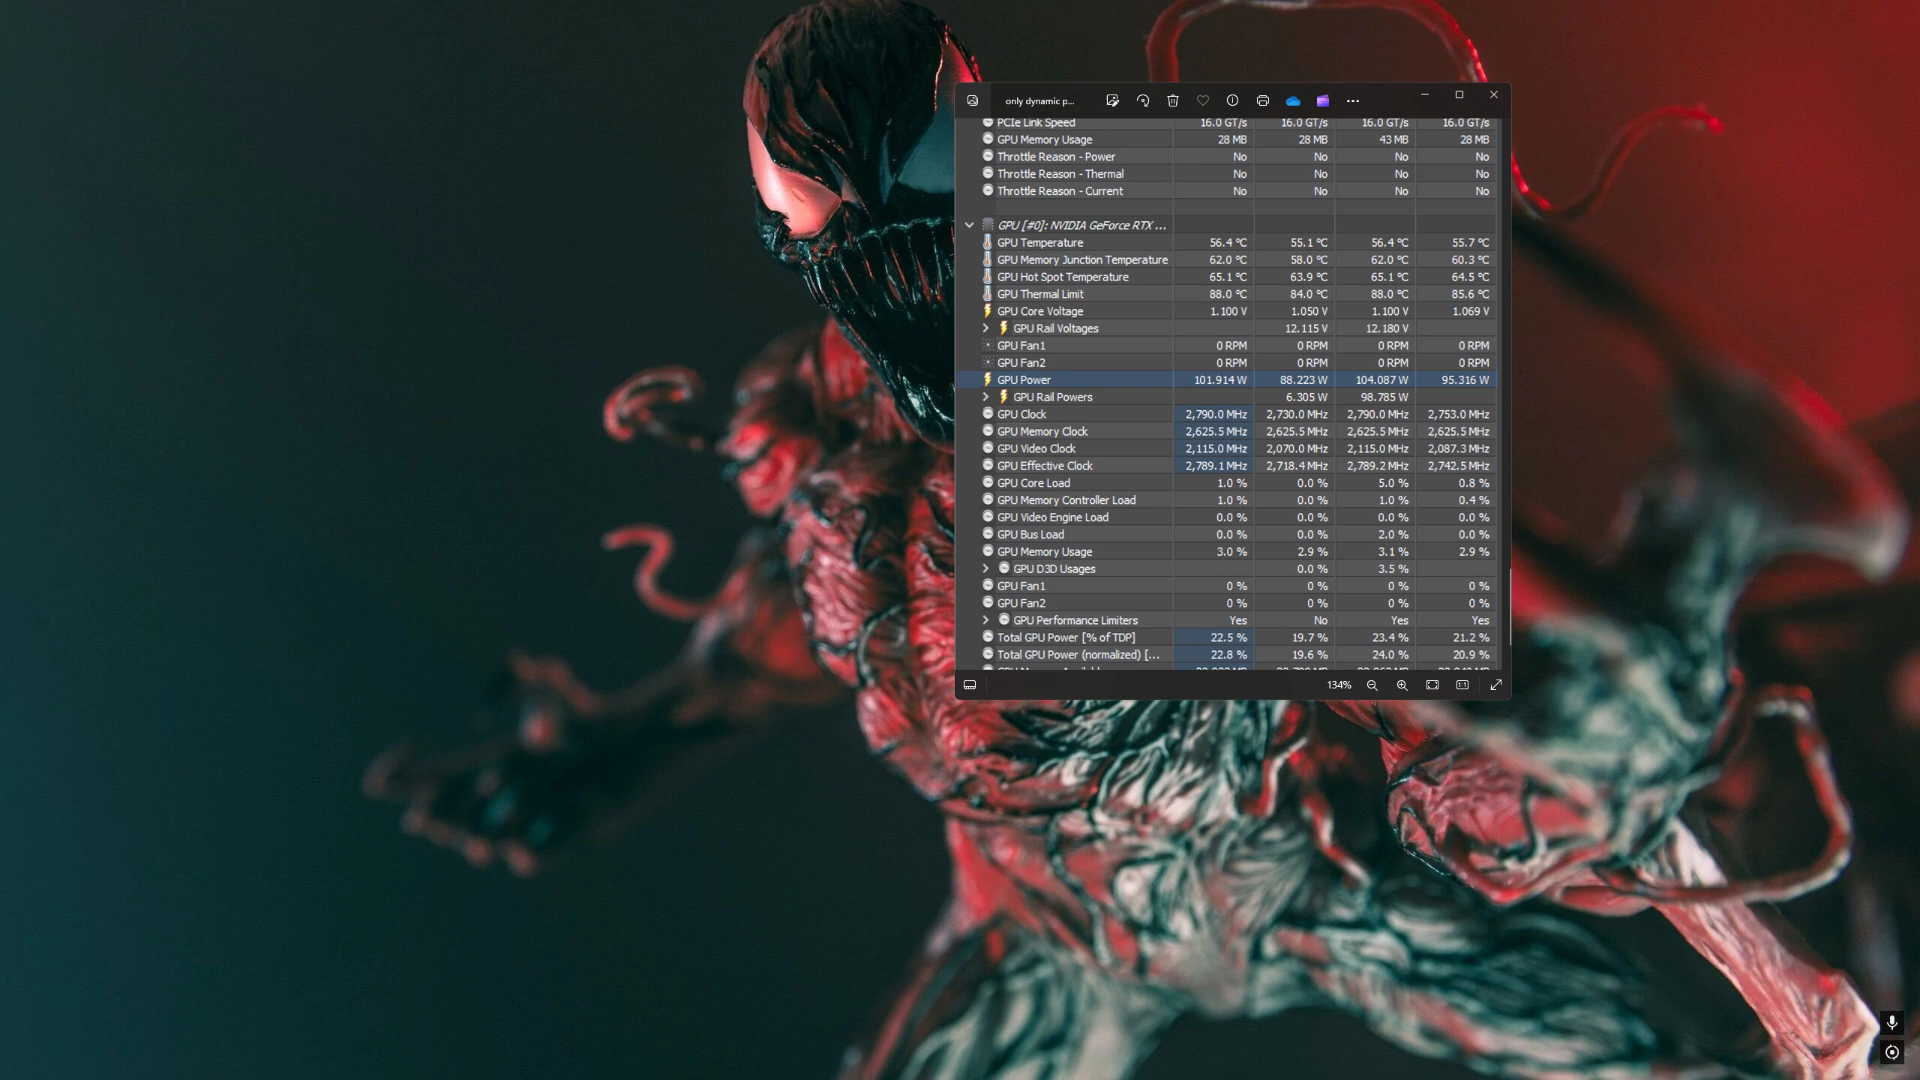 only dynamic p...
PCIe Link Speed 16.0 GT/s 16.0 GT/s 16.0 GT/s 16.0 GT/s
GPU Memory Usage 28 MB 28 MB 43 MB 28 MB
Throttle Reason - Power No No No No
Throttle Reason - Thermal No No No No
Throttle Reason - Current No No No No
GPU [#0]: NVIDIA GeForce RTX ...
GPU Temperature 56.4 °C 55.1 °C 56.4 °C 55.7 °C
GPU Memory Junction Temperature 62.0 °C 58.0 °C 62.0 °C 60.3 °C
GPU Hot Spot Temperature 65.1 °C 63.9 °C 65.1 °C 64.5 °C
GPU Thermal Limit 88.0 °C 84.0 °C 88.0 °C 85.6 °C
GPU Core Voltage 1.100 V 1.050 V 1.100 V 1.069 V
GPU Rail Voltages 12.115 V 12.180 V
GPU Fan1 0 RPM 0 RPM 0 RPM 0 RPM
GPU Fan2 0 RPM 0 RPM 0 RPM 0 RPM
GPU Power 101.914 W 88.223 W 104.087 W 95.316 W
GPU Rail Powers 6.305 W 98.785 W
GPU Clock 2,790.0 MHz 2,730.0 MHz 2,790.0 MHz 2,753.0 MHz
GPU Memory Clock 2,625.5 MHz 2,625.5 MHz 2,625.5 MHz 2,625.5 MHz
GPU Video Clock 2,115.0 MHz 2,070.0 MHz 2,115.0 MHz 2,087.3 MHz
GPU Effective Clock 2,789.1 MHz 2,718.4 MHz 2,789.2 MHz 2,742.5 MHz
GPU Core Load 1.0 % 0.0 % 5.0 % 0.8 %
GPU Memory Controller Load 1.0 % 0.0 % 1.0 % 0.4 %
GPU Video Engine Load 0.0 % 0.0 % 0.0 % 0.0 %
GPU Bus Load 0.0 % 0.0 % 2.0 % 0.0 %
GPU Memory Usage 3.0 % 2.9 % 3.1 % 2.9 %
GPU D3D Usages 0.0 % 3.5 %
GPU Fan1 0 % 0 % 0 % 0 %
GPU Fan2 0 % 0 % 0 % 0 %
GPU Performance Limiters Yes No Yes Yes
Total GPU Power [% of TDP] 22.5 % 19.7 % 23.4 % 21.2 %
Total GPU Power (normalized) [... 22.8 % 19.6 % 24.0 % 20.9 %
134%